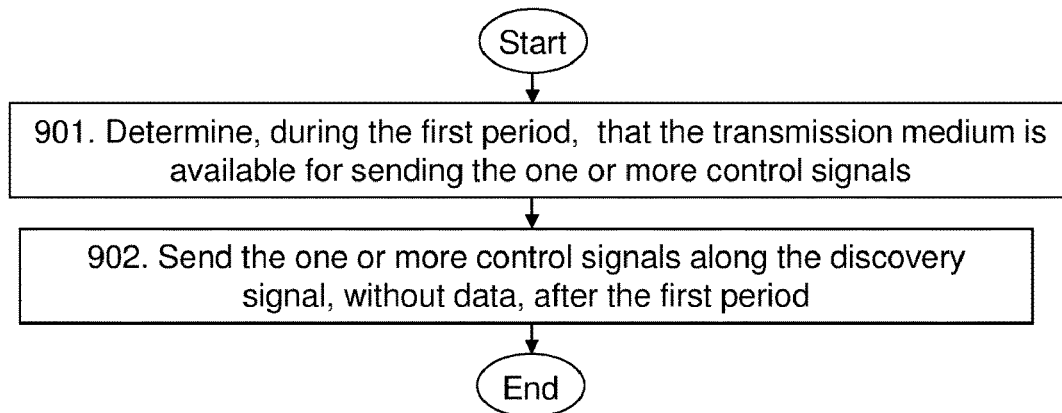 Start
901. Determine, during the first period, that the transmission medium is
available for sending the one or more control signals
902. Send the one or more control signals along the discovery
signal, without data, after the first period
End